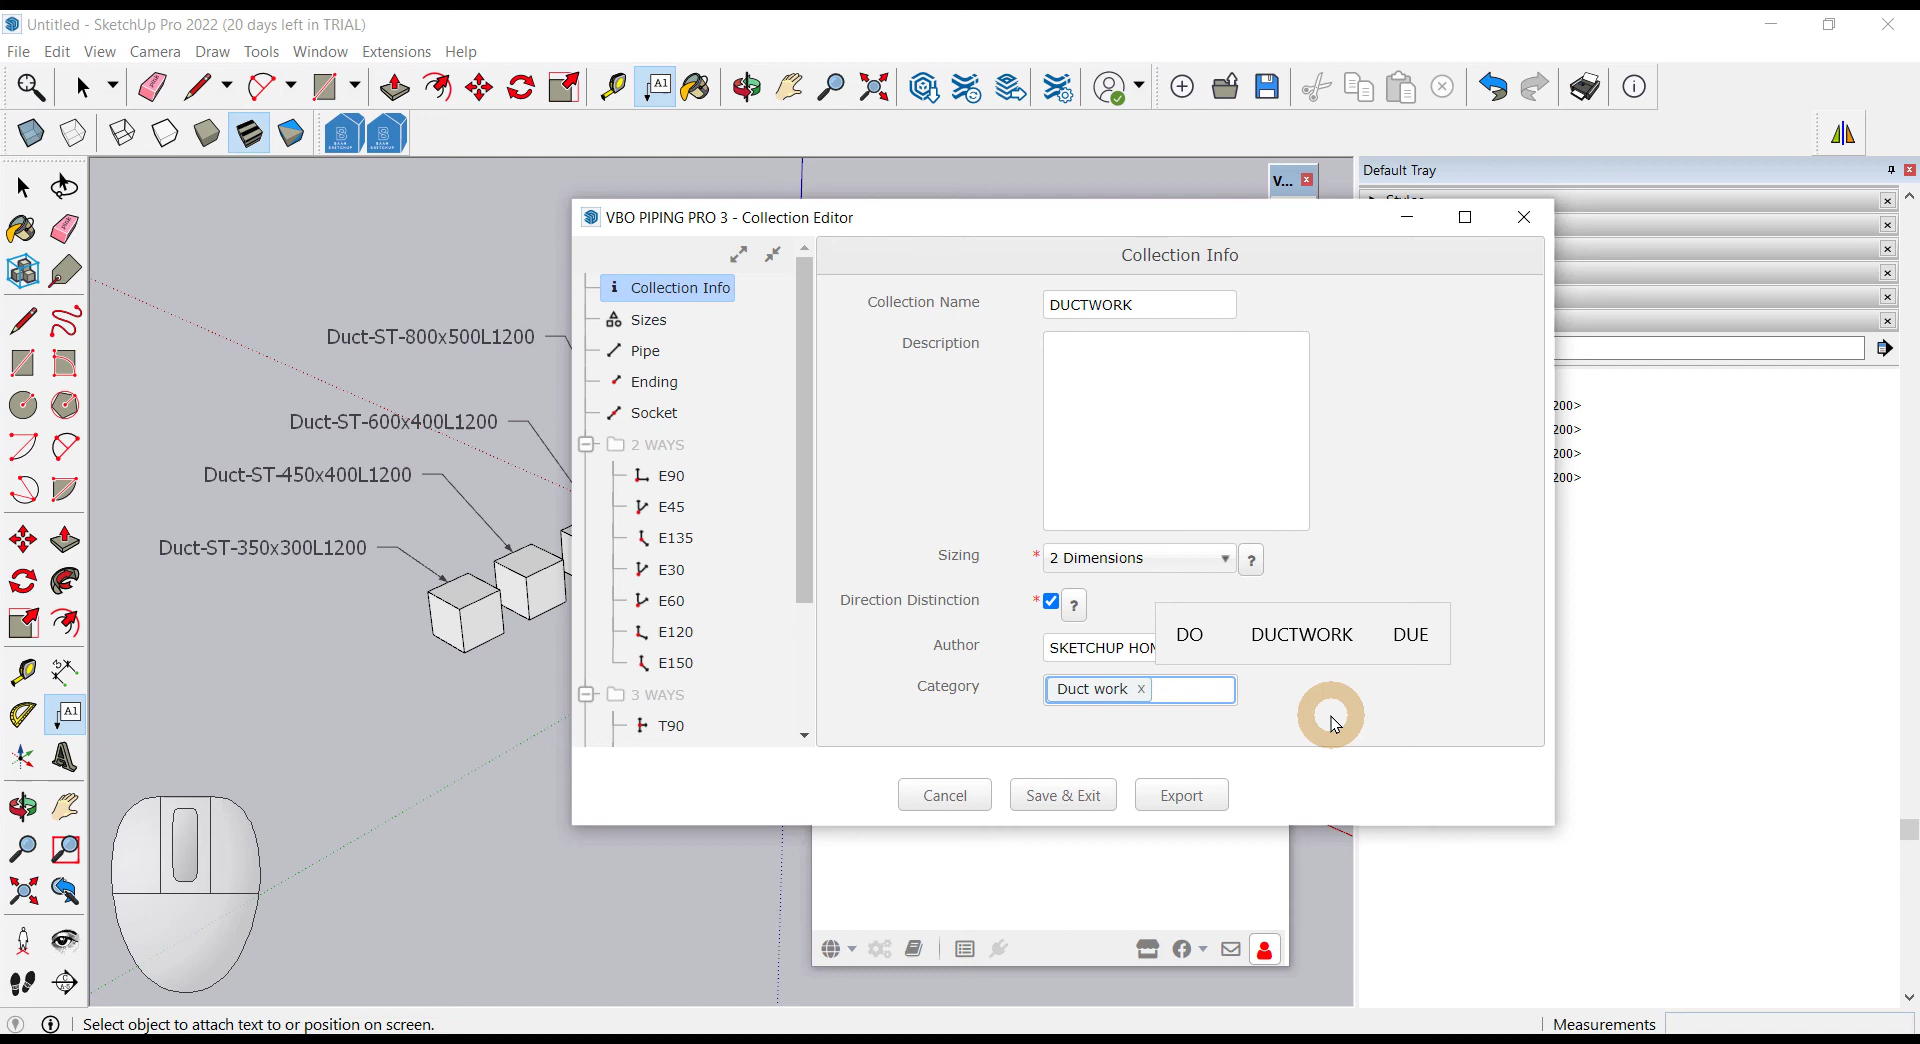 Untitled - SketchUp Pro 2022 (20 days left in TRIAL)
File Edit View Camera Draw Tools Window Extensions Help
Default Tray
V...
VBO PIPING PRO 3 - Collection Editor
Collection Info
Collection Info
Collection Name DUCTWORK
Sizes
Description
Duct-ST-800x500L1200
Pipe
Ending
Socket
200>
Duct-ST-600x400L1200
200>
2 WAYS
200>
Duct-ST-450x400L1200
E90
200>
E45
E135
Duct-ST-350x300L1200
Sizing * 2 Dimensions ?
E30
E60
Direction Distinction * ?
E120
DO DUCTWORK DUE
Author SKETCHUP HOM
E150
Category Duct work x
3 WAYS
T90
Cancel Save & Exit Export
Select object to attach text to or position on screen.
Measurements